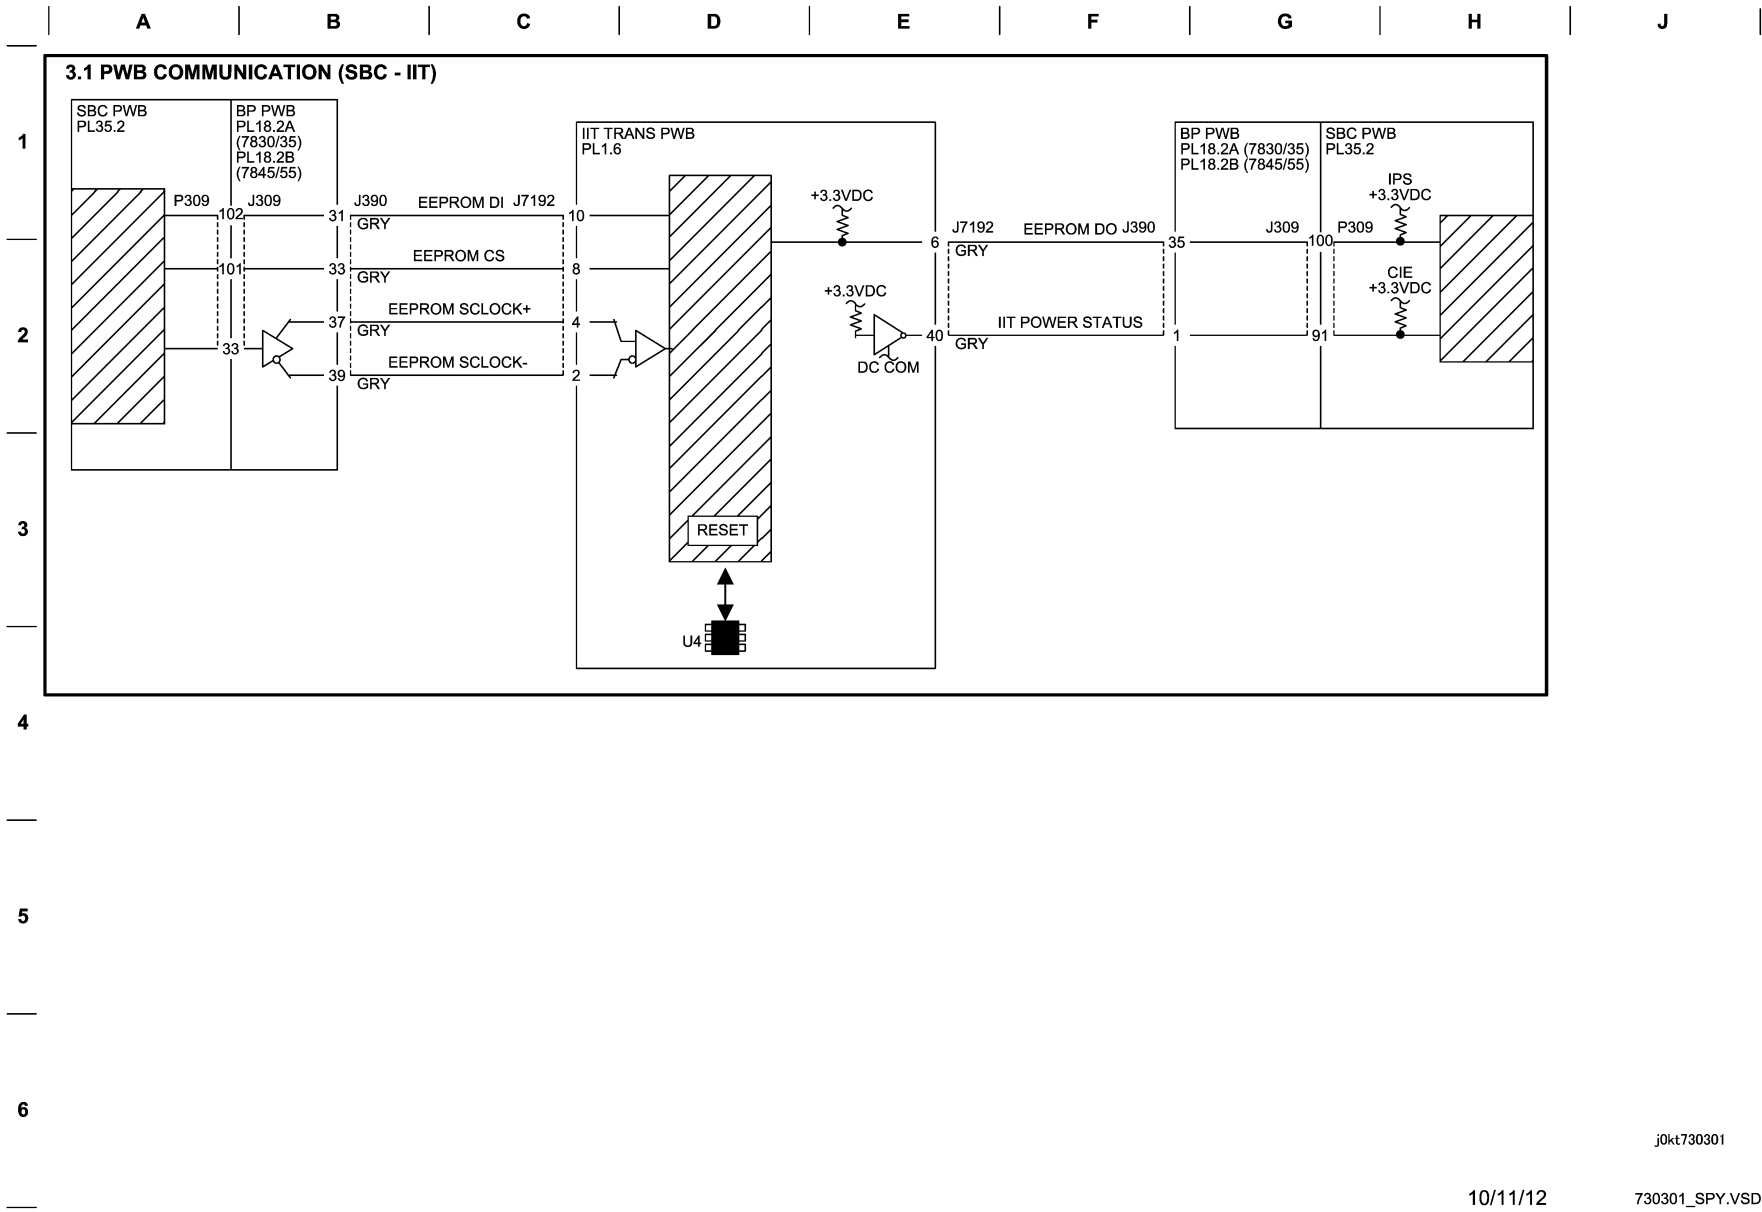 A B C D E F G H J
3.1 PWB COMMUNICATION (SBC - IIT)
1
2
3
4
5
6
SBC PWB
PL35.2
BP PWB
PL18.2A
(7830/35)
PL18.2B
(7845/55)
P309 102 J309 31 J390 EEPROM DI J7192 10
GRY
101 33 EEPROM CS 8
GRY
37 EEPROM SCLOCK+ 4
GRY
33
39 EEPROM SCLOCK- 2
GRY
IIT TRANS PWB
PL1.6
RESET
U4
+3.3VDC
6 J7192 EEPROM DO J390 35 J309 100 P309
GRY
+3.3VDC
40 IIT POWER STATUS 1 91
GRY
DC COM
BP PWB
PL18.2A (7830/35)
PL18.2B (7845/55)
SBC PWB
PL35.2
IPS
+3.3VDC
CIE
+3.3VDC
j0kt730301
10/11/12
730301_SPY.VSD